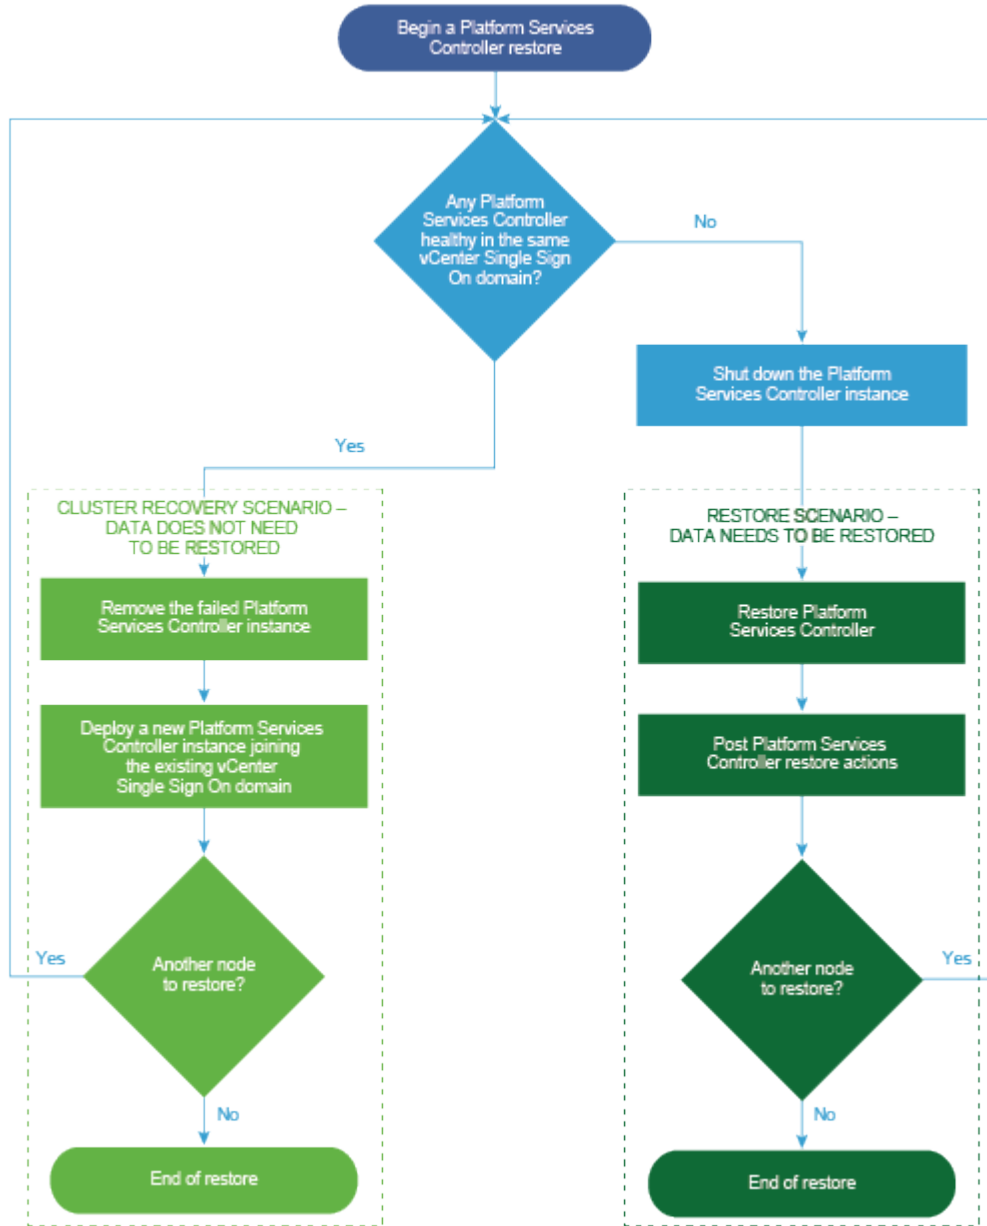 Begin a Platform Services
Controller restore
Any Platform
Services Controller
healthy in the same
vCenter Single Sign
On domain?
No
Shut down the Platform
Services Controller instance
Yes
CLUSTER RECOVERY SCENARIO –
DATA DOES NOT NEED
TO BE RESTORED
Remove the failed Platform
Services Controller instance
Deploy a new Platform Services
Controller instance joining
the existing vCenter
Single Sign On domain
Another node
to restore?
Yes
No
End of restore
RESTORE SCENARIO –
DATA NEEDS TO BE RESTORED
Restore Platform
Services Controller
Post Platform Services
Controller restore actions
Another node
to restore?
Yes
No
End of restore